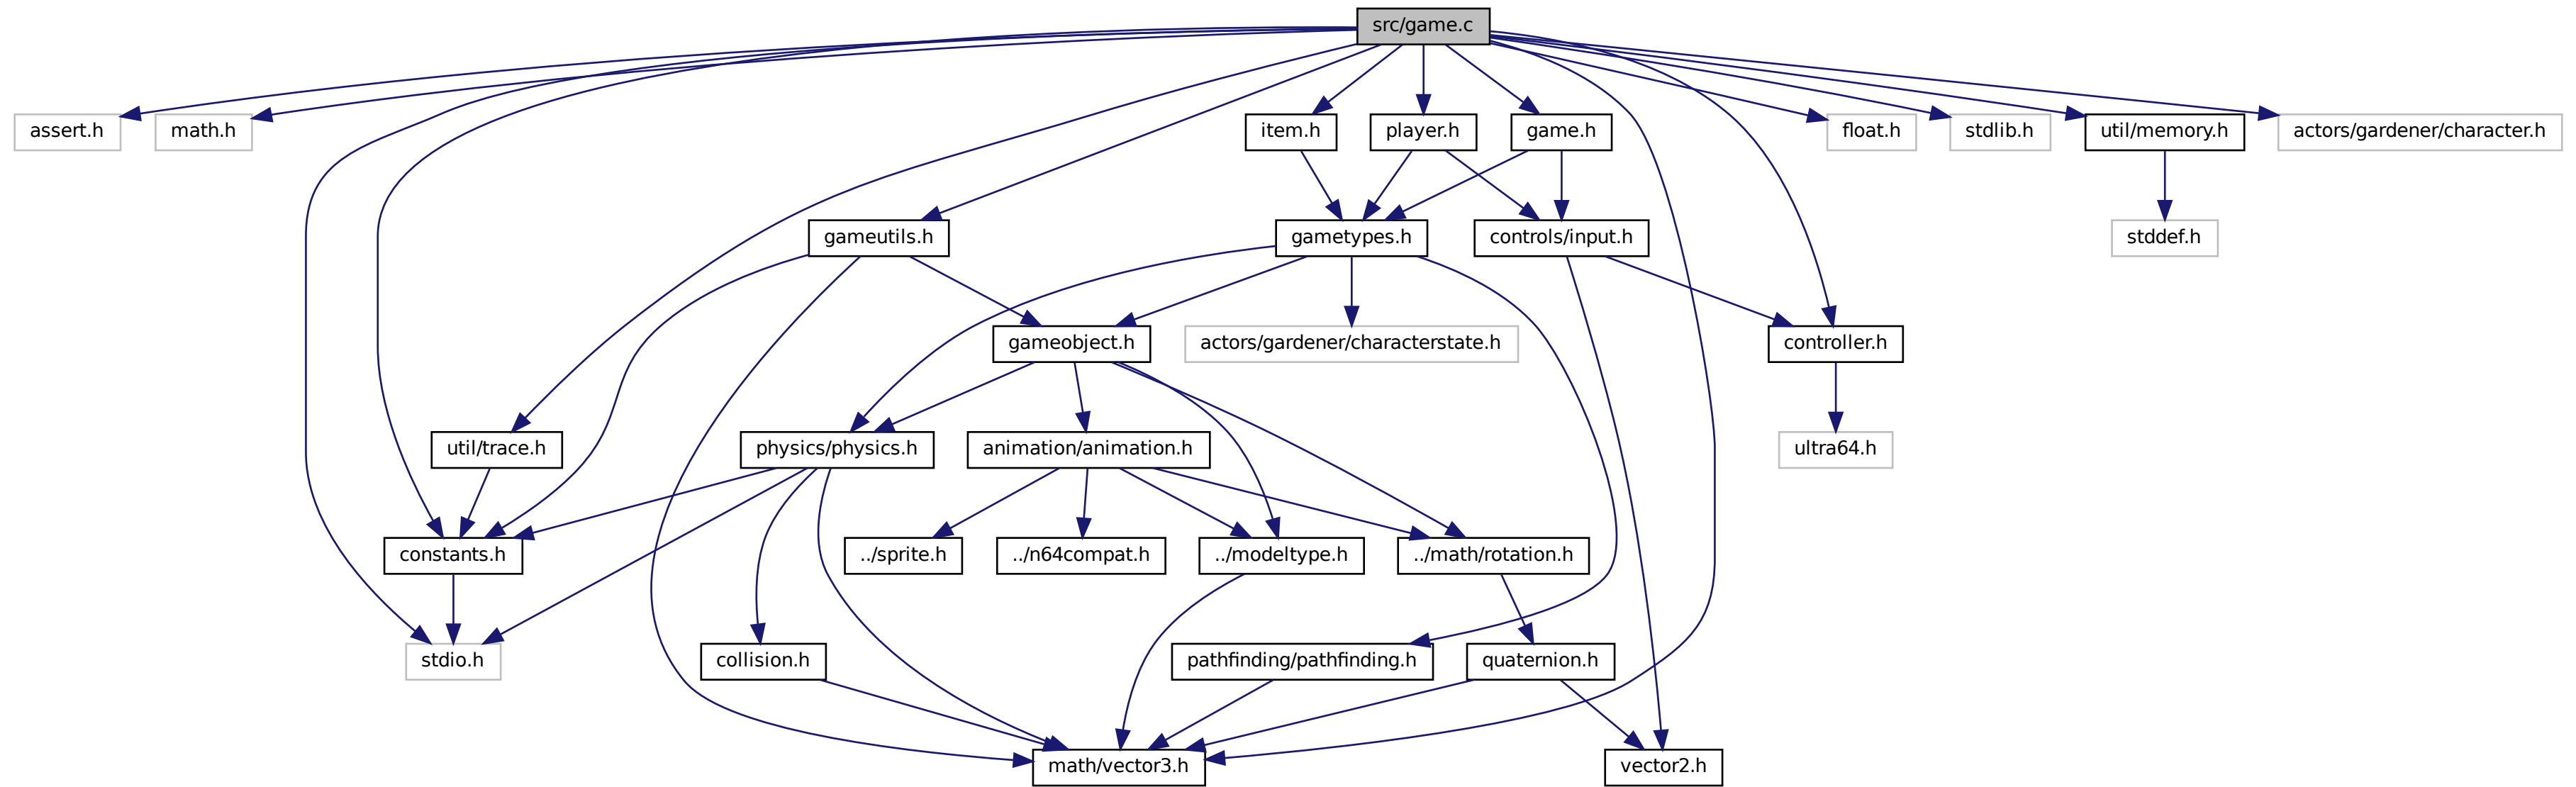 src/game.c
assert.h
math.h
item.h
player.h
game.h
float.h
stdlib.h
util/memory.h
actors/gardener/character.h
gameutils.h
gametypes.h
controls/input.h
stddef.h
gameobject.h
actors/gardener/characterstate.h
controller.h
util/trace.h
physics/physics.h
animation/animation.h
ultra64.h
constants.h
../sprite.h
../n64compat.h
../modeltype.h
../math/rotation.h
stdio.h
collision.h
pathfinding/pathfinding.h
quaternion.h
math/vector3.h
vector2.h